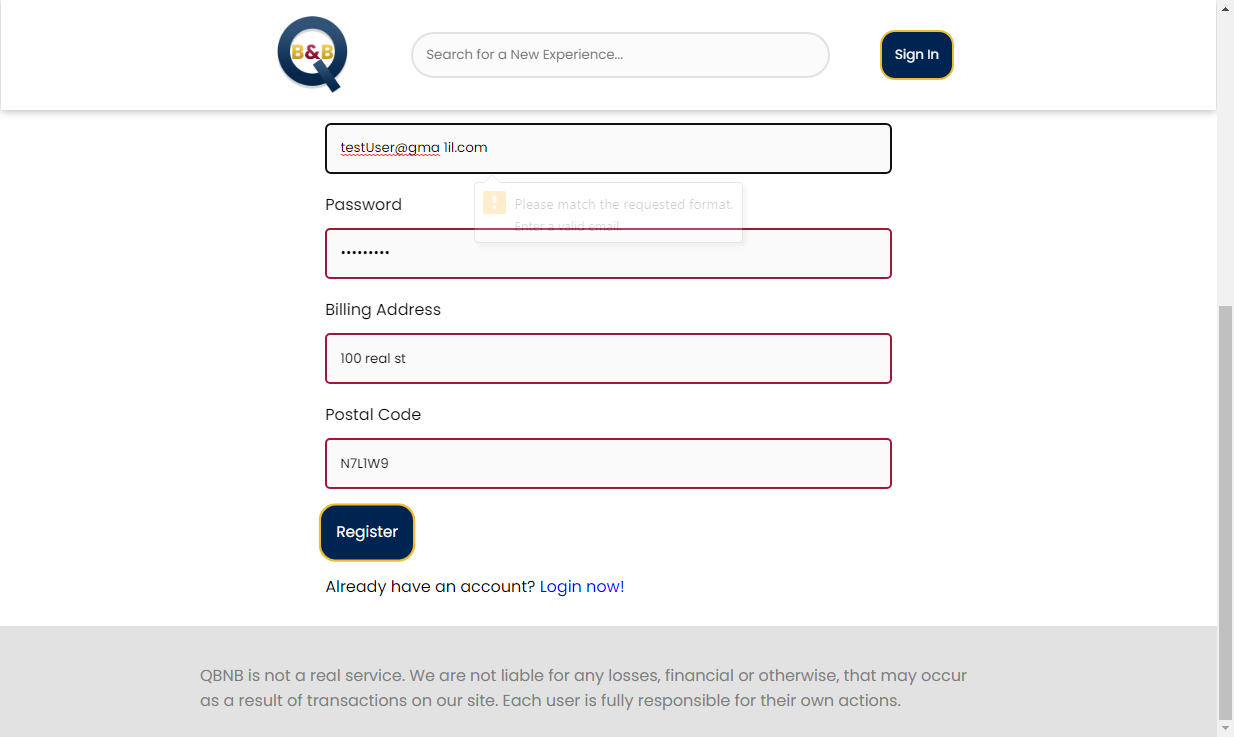 B&B
Search for a New Experience...
Sign In
testUser@gma 1il.com
Please match the requested format.
Enter a valid email.
Password
•••••••••
Billing Address
100 real st
Postal Code
N7L1W9
Register
Already have an account? Login now!
QBNB is not a real service. We are not liable for any losses, financial or otherwise, that may occur
as a result of transactions on our site. Each user is fully responsible for their own actions.